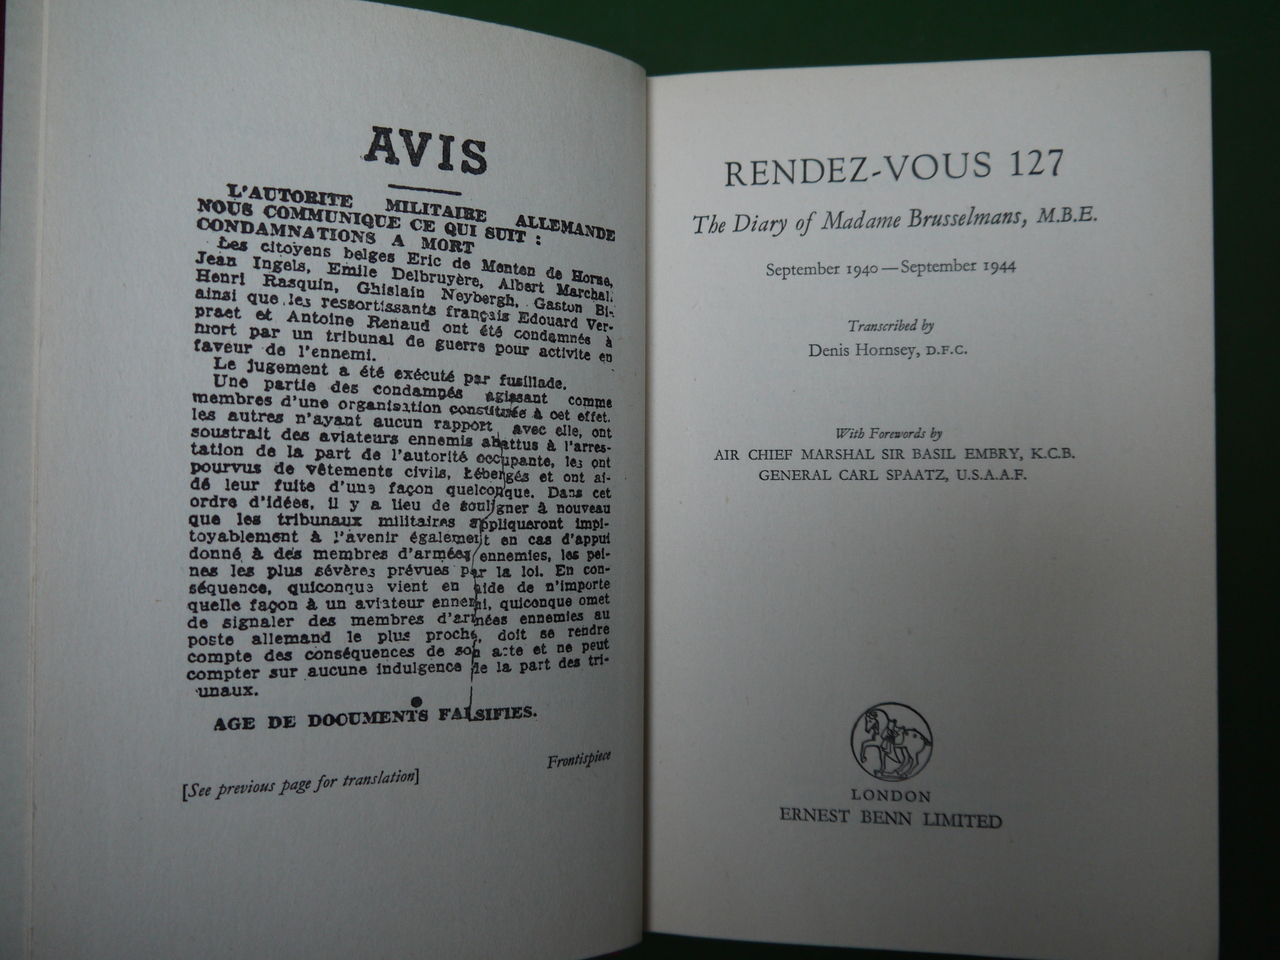 AVIS
L'AUTORITE MILITAIRE ALLEMANDE
NOUS COMMUNIQUE CE QUI SUIT :
CONDAMNATIONS A MORT
Les citoyens belges Eric de Menten de Horne,
Jean Ingels, Emile Delbruyère, Albert Marchal,
Henri Rasquin, Ghislain Neybergh, Gaston Bi-
ainsi que les ressortissants français Edouard Ver-
praet et Antoine Renaud ont été condamnés à
mort par un tribunal de guerre pour activite en
faveur de l'ennemi.
Le jugement a été exécuté par fusillade.
Une partie des condamnés agissant comme
membres d'une organisation constituée à cet effet.
les autres n'ayant aucun rapport avec elle, ont
soustrait des aviateurs ennemis abattus à l'arres-
tation de la part de l'autorité occupante, les ont
pourvus de vêtements civils, hébergés et ont ai-
dé leur fuite d'une façon quelconque. Dans cet
ordre d'idées, il y a lieu de souligner à nouveau
que les tribunaux militaires appliqueront impi-
toyablement à l'avenir également en cas d'appui
donné à des membres d'armées ennemies, les pei-
nes les plus sévères prévues par la loi. En con-
séquence, quiconque vient en aide de n'importe
quelle façon à un aviateur ennemi, quiconque omet
de signaler des membres d'armées ennemies au
poste allemand le plus proche, doit se rendre
compte des conséquences de son acte et ne peut
compter sur aucune indulgence de la part des tri-
unaux.
AGE DE DOCUMENTS FALSIFIES.
Frontispiece
[See previous page for translation]
RENDEZ-VOUS 127
The Diary of Madame Brusselmans, M.B.E.
September 1940—September 1944
Transcribed by
Denis Hornsey, D.F.C.
With Forewords by
AIR CHIEF MARSHAL SIR BASIL EMBRY, K.C.B.
GENERAL CARL SPAATZ, U.S.A.A.F.
LONDON
ERNEST BENN LIMITED